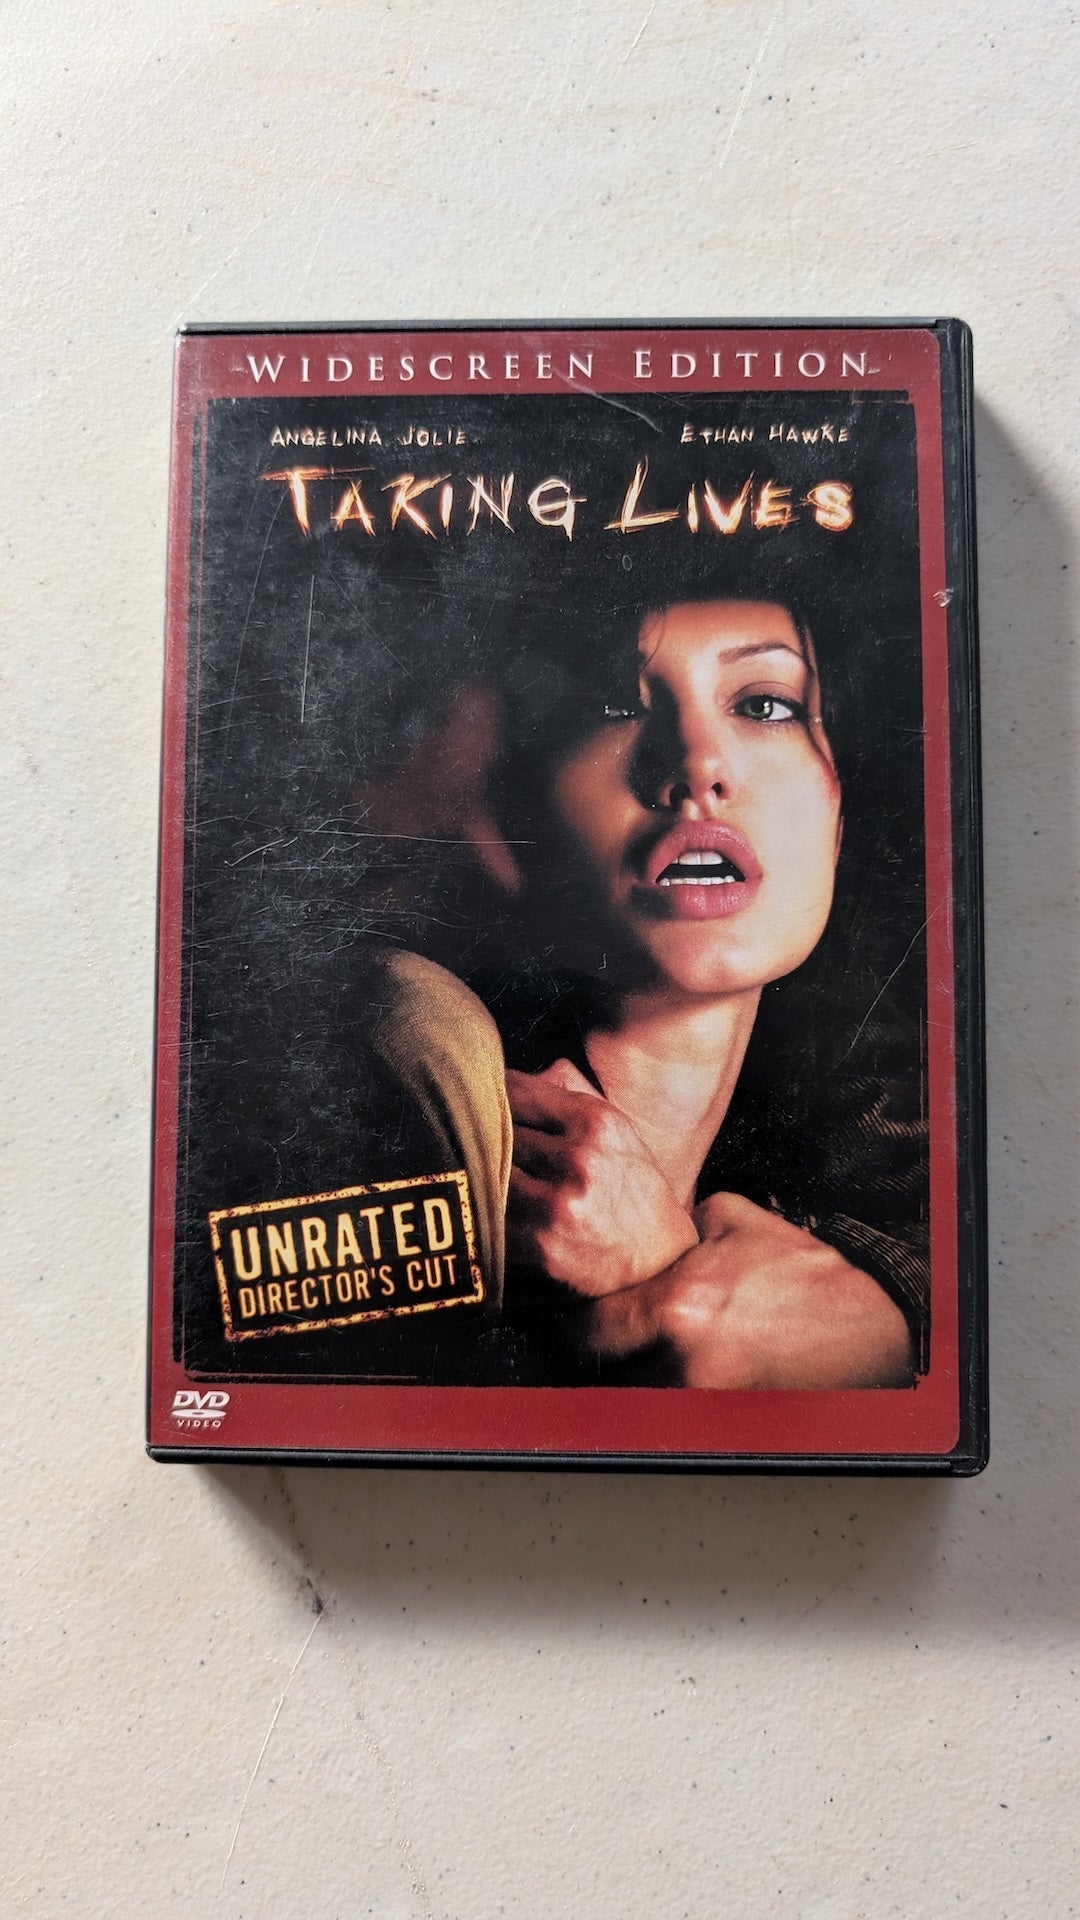 WIDESCREEN EDITION
ANGELINA JOLIE ETHAN HAWKE
TAKING LIVES
UNRATED
DIRECTOR'S CUT
DVD
VIDEO